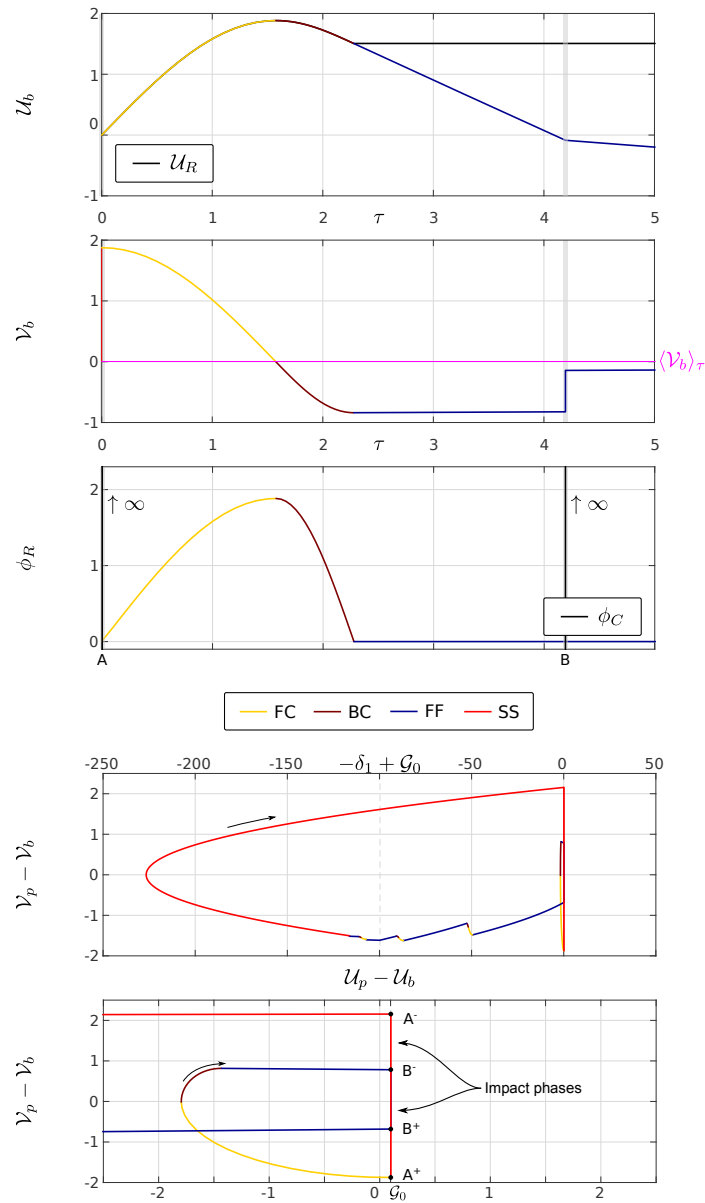 2
1
0
-1
𝒰_b
𝒰_R
0 1 2 3 4 5
τ
2
1
0
-1
𝒱_b
⟨𝒱_b⟩_τ
0 1 2 3 4 5
τ
2
1
0
ϕ_R
↑ ∞
↑ ∞
ϕ_C
A B
FC BC FF SS
-250 -200 -150 -δ₁ + 𝒢₀ -50 0 50
2
1
0
-1
-2
𝒱_p − 𝒱_b
𝒰_p − 𝒰_b
2
1
0
-1
-2
𝒱_p − 𝒱_b
A⁻
B⁻
Impact phases
B⁺
A⁺
-2 -1 0 𝒢₀ 1 2